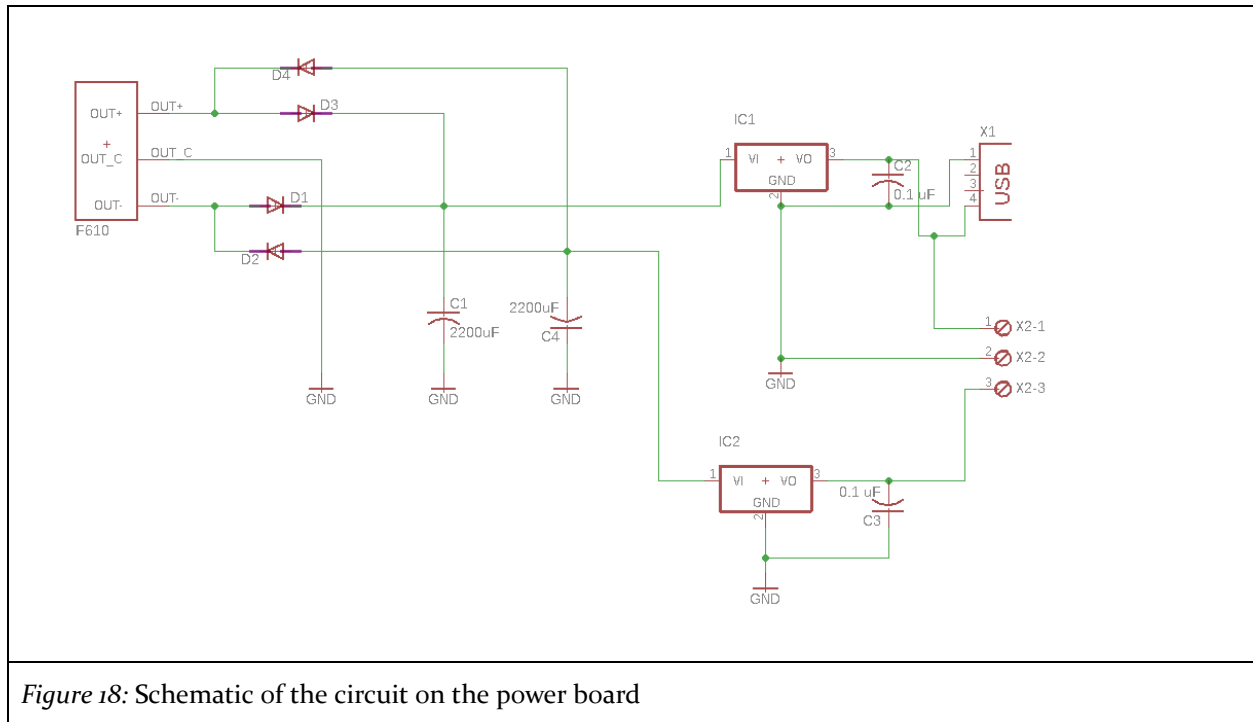 D4
D3
OUT+
OUT+
OUT_C
OUT_C
OUT-
OUT-
F610
D1
D2
C1
2200uF
2200uF
C4
GND
GND
GND
IC1
1
VI
VO
3
GND
2
C2
0.1 uF
X1
1
2
3
4
USB
1
X2-1
2
X2-2
3
X2-3
GND
IC2
1
VI
VO
3
GND
2
0.1 uF
C3
GND
Figure 18: Schematic of the circuit on the power board